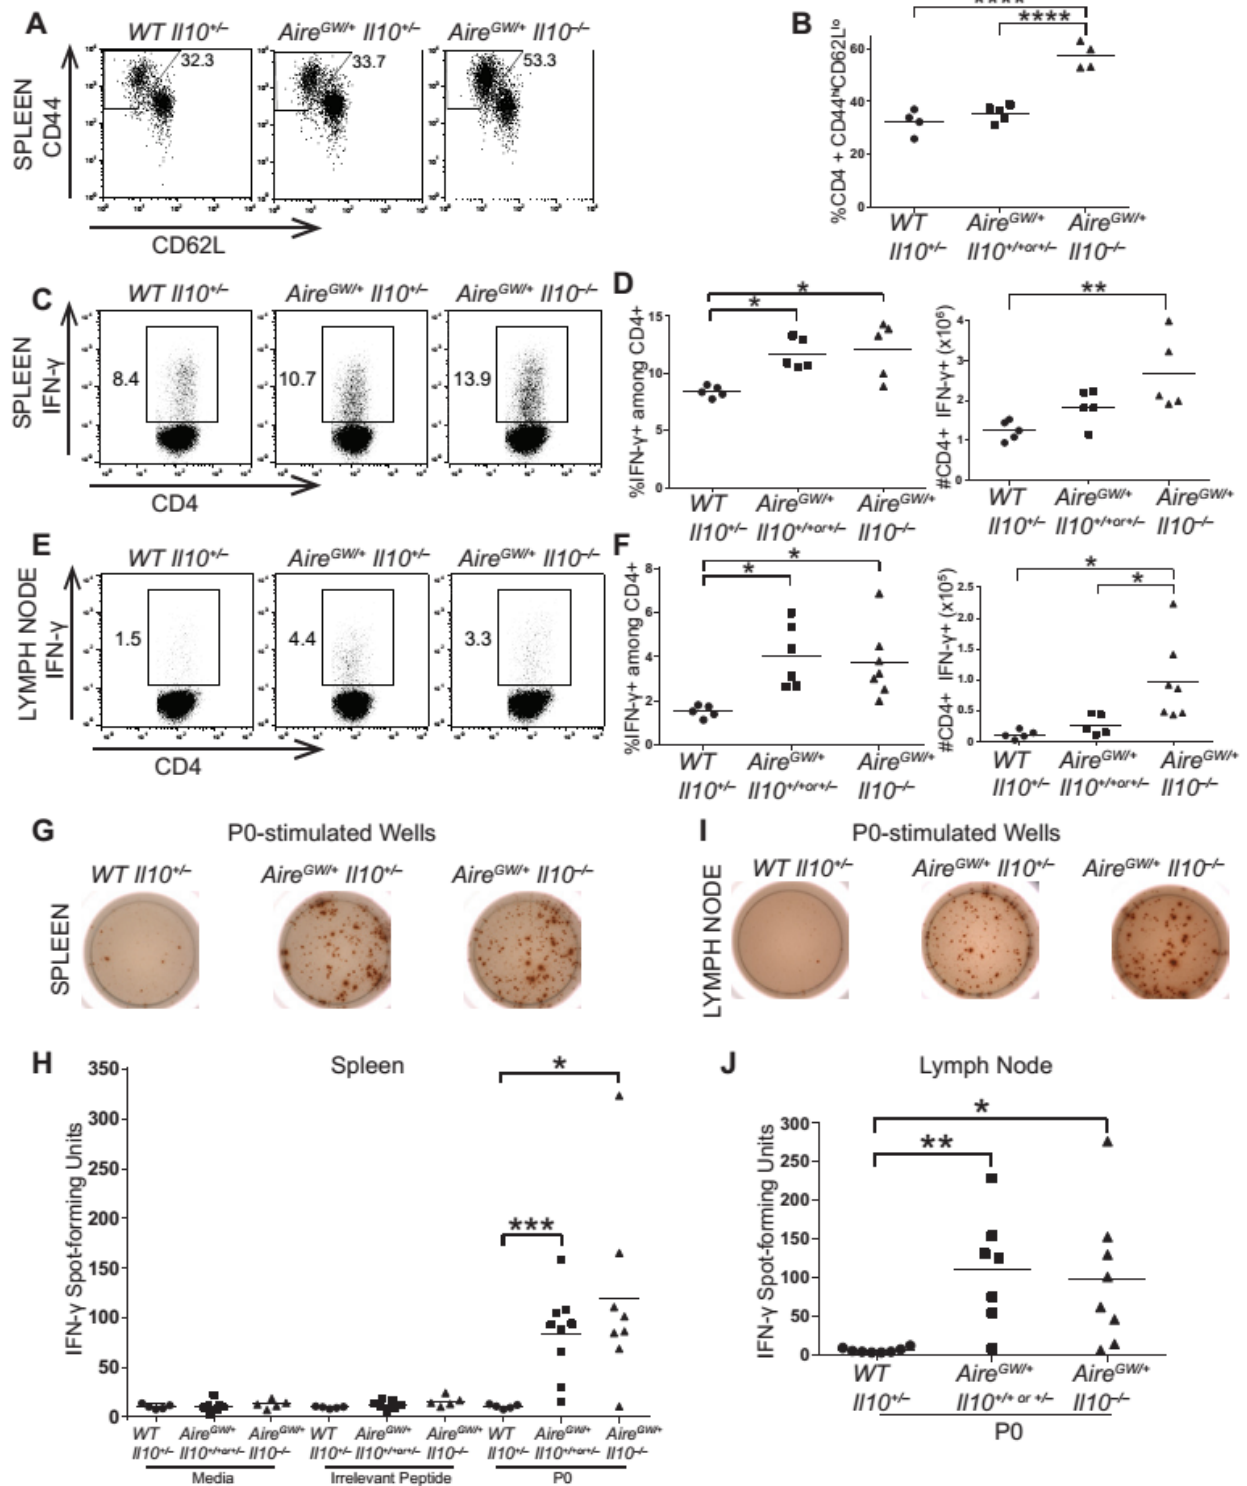 A
WT Il10+/–
AireGW/+ Il10+/–
AireGW/+ Il10–/–
SPLEEN
CD44
32.3
33.7
53.3
CD62L
B
****
****
%CD4 + CD44hiCD62Llo
60
40
20
0
WT
Il10+/–
AireGW/+
Il10+/+or+/–
AireGW/+
Il10–/–
C
WT Il10+/–
AireGW/+ Il10+/–
AireGW/+ Il10–/–
SPLEEN
IFN-γ
8.4
10.7
13.9
CD4
D
*
*
%IFN-γ+ among CD4+
15
10
5
0
WT
Il10+/–
AireGW/+
Il10+/+or+/–
AireGW/+
Il10–/–
**
#CD4+ IFN-γ+ (x10⁶)
4
3
2
1
0
WT
Il10+/–
AireGW/+
Il10+/+or+/–
AireGW/+
Il10–/–
E
WT Il10+/–
AireGW/+ Il10+/–
AireGW/+ Il10–/–
LYMPH NODE
IFN-γ
1.5
4.4
3.3
CD4
F
*
*
%IFN-γ+ among CD4+
8
6
4
2
0
WT
Il10+/–
AireGW/+
Il10+/+or+/–
AireGW/+
Il10–/–
*
*
#CD4+ IFN-γ+ (x10⁵)
2.5
2.0
1.5
1.0
0.5
0
WT
Il10+/–
AireGW/+
Il10+/+or+/–
AireGW/+
Il10–/–
G
P0-stimulated Wells
WT Il10+/–
AireGW/+ Il10+/–
AireGW/+ Il10–/–
SPLEEN
I
P0-stimulated Wells
WT Il10+/–
AireGW/+ Il10+/–
AireGW/+ Il10–/–
LYMPH NODE
H
Spleen
IFN-γ Spot-forming Units
350
300
250
200
150
100
50
0
*
***
WT
Il10+/–
AireGW/+
Il10+/+or+/–
AireGW/+
Il10–/–
WT
Il10+/–
AireGW/+
Il10+/+or+/–
AireGW/+
Il10–/–
WT
Il10+/–
AireGW/+
Il10+/+or+/–
AireGW/+
Il10–/–
Media
Irrelevant Peptide
P0
J
Lymph Node
IFN-γ Spot-forming Units
300
250
200
150
100
50
0
*
**
WT
Il10+/–
AireGW/+
Il10+/+ or +/–
AireGW/+
Il10–/–
P0